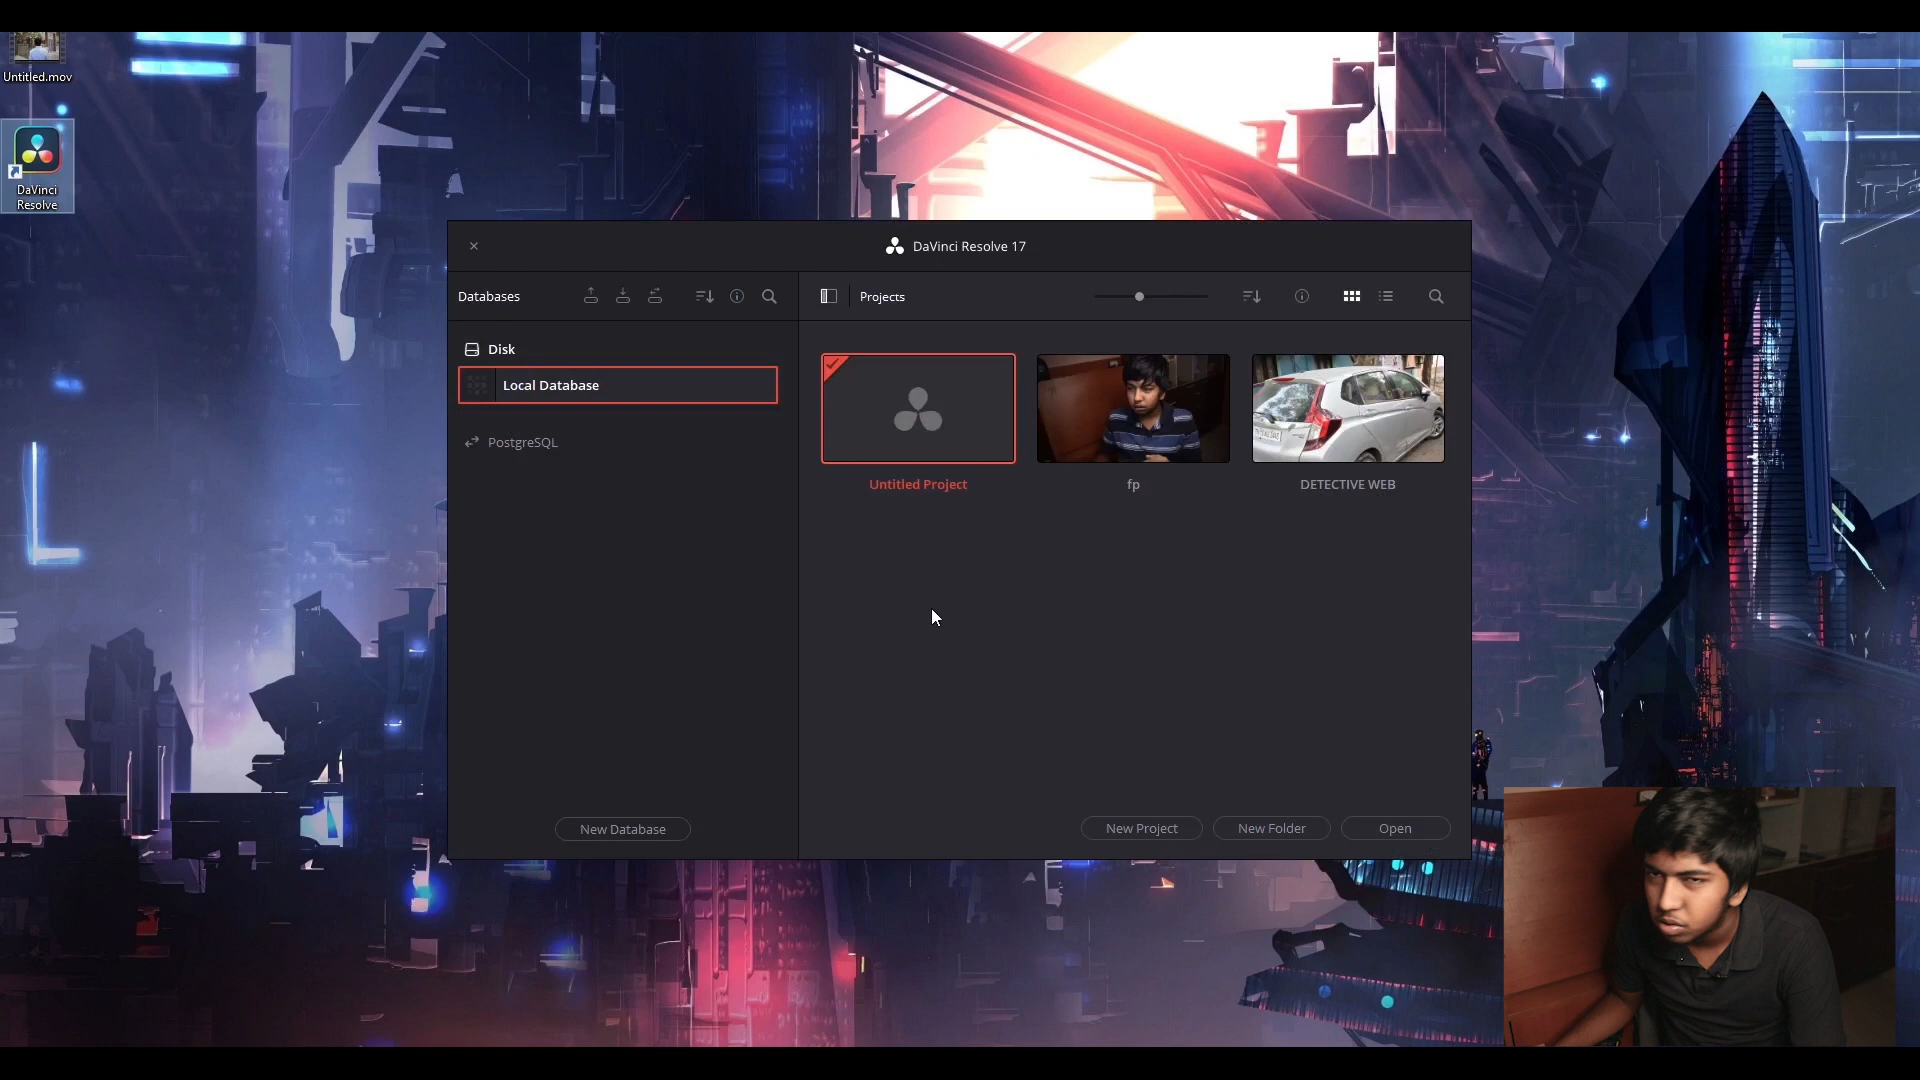 Untitled.mov
DaVinci
Resolve
DaVinci Resolve 17
Databases
Projects
Disk
Local Database
PostgreSQL
Untitled Project
fp
DETECTIVE WEB
New Database
New Project
New Folder
Open